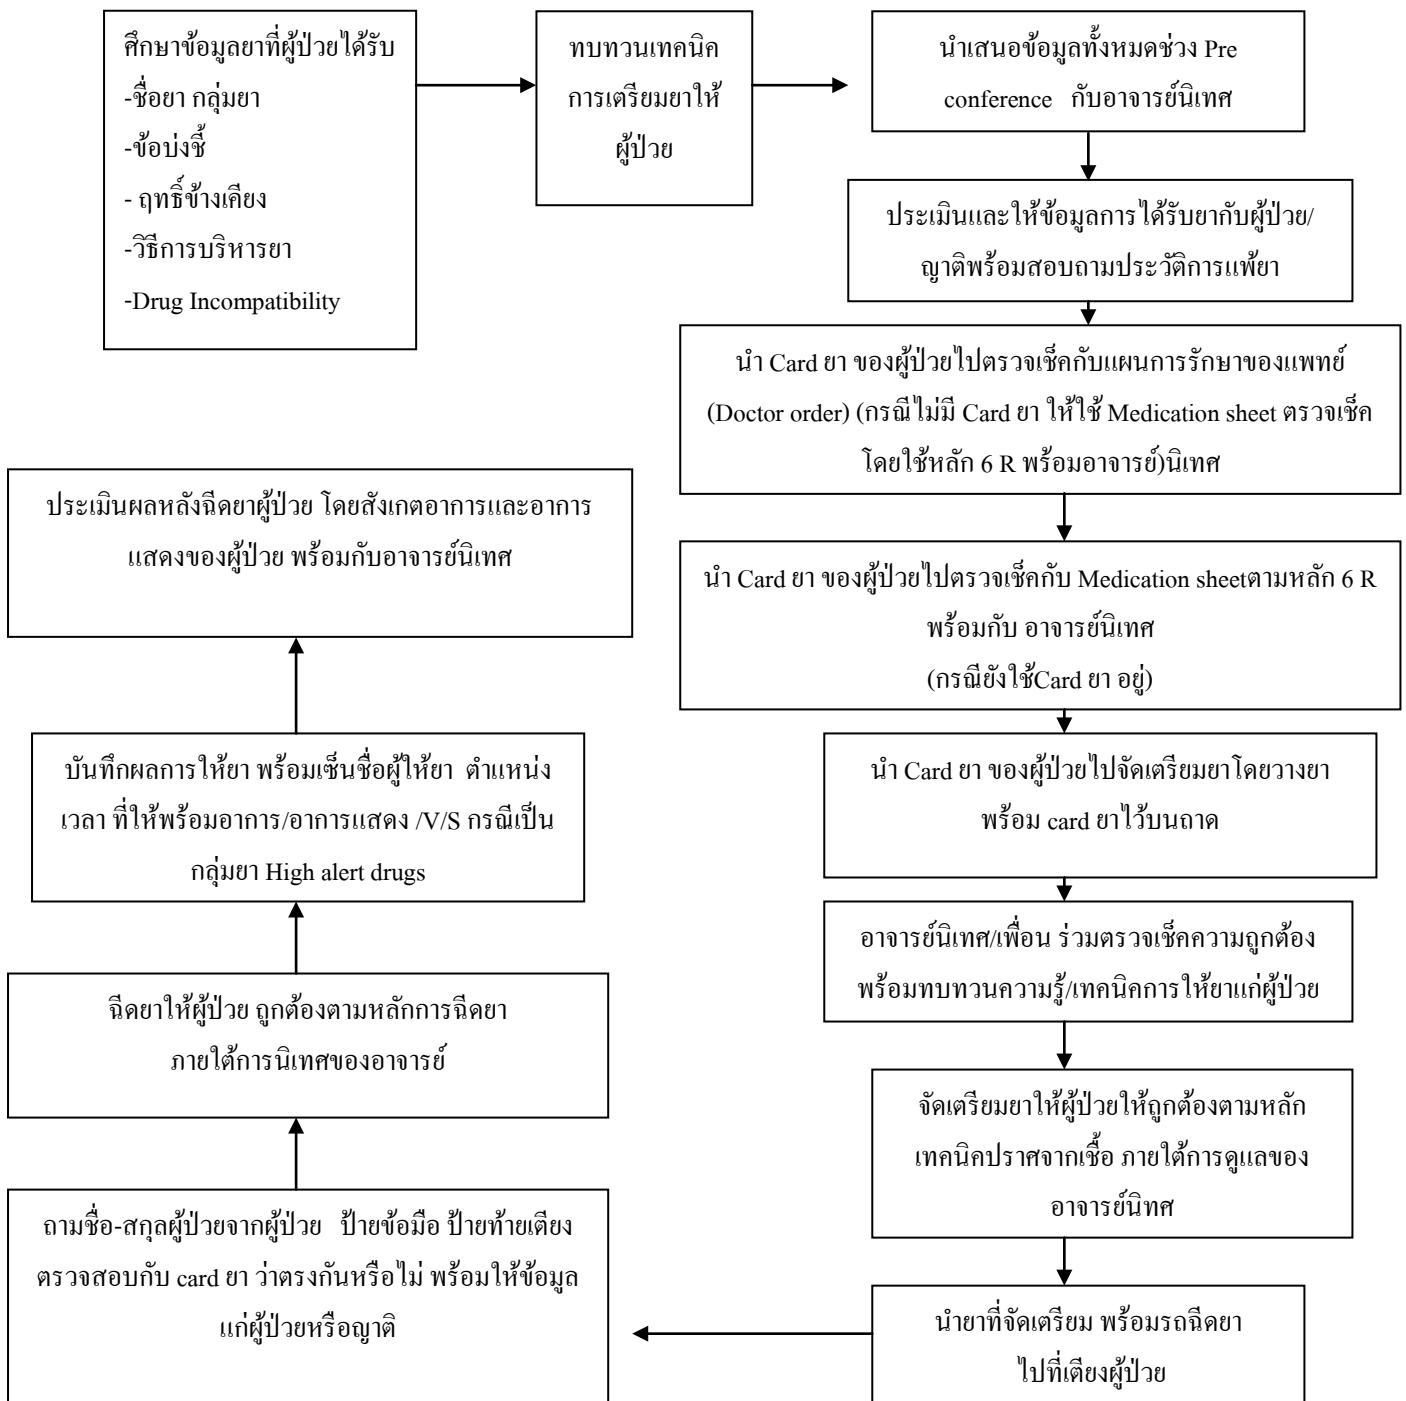 ศึกษาข้อมูลยาที่ผู้ป่วยได้รับ
-ชื่อยา กลุ่มยา
-ข้อบ่งชี้
- ฤทธิ์ข้างเคียง
-วิธีการบริหารยา
-Drug Incompatibility
ทบทวนเทคนิค
การเตรียมยาให้
ผู้ป่วย
นำเสนอข้อมูลทั้งหมดช่วง Pre
conference กับอาจารย์นิเทศ
ประเมินและให้ข้อมูลการได้รับยากับผู้ป่วย/
ญาติพร้อมสอบถามประวัติการแพ้ยา
นำ Card ยา ของผู้ป่วยไปตรวจเช็คกับแผนการรักษาของแพทย์
(Doctor order) (กรณีไม่มี Card ยา ให้ใช้ Medication sheet ตรวจเช็ค
โดยใช้หลัก 6 R พร้อมอาจารย์)นิเทศ
นำ Card ยา ของผู้ป่วยไปตรวจเช็คกับ Medication sheetตามหลัก 6 R
พร้อมกับ อาจารย์นิเทศ
(กรณียังใช้Card ยา อยู่)
นำ Card ยา ของผู้ป่วยไปจัดเตรียมยาโดยวางยา
พร้อม card ยาไว้บนถาด
อาจารย์นิเทศ/เพื่อน ร่วมตรวจเช็คความถูกต้อง
พร้อมทบทวนความรู้/เทคนิคการให้ยาแก่ผู้ป่วย
จัดเตรียมยาให้ผู้ป่วยให้ถูกต้องตามหลัก
เทคนิคปราศจากเชื้อ ภายใต้การดูแลของ
อาจารย์นิทศ
นำยาที่จัดเตรียม พร้อมรถฉีดยา
ไปที่เตียงผู้ป่วย
ถามชื่อ-สกุลผู้ป่วยจากผู้ป่วย ป้ายข้อมือ ป้ายท้ายเตียง
ตรวจสอบกับ card ยา ว่าตรงกันหรือไม่ พร้อมให้ข้อมูล
แก่ผู้ป่วยหรือญาติ
ฉีดยาให้ผู้ป่วย ถูกต้องตามหลักการฉีดยา
ภายใต้การนิเทศของอาจารย์
บันทึกผลการให้ยา พร้อมเซ็นชื่อผู้ให้ยา ตำแหน่ง
เวลา ที่ให้พร้อมอาการ/อาการแสดง /V/S กรณีเป็น
กลุ่มยา High alert drugs
ประเมินผลหลังฉีดยาผู้ป่วย โดยสังเกตอาการและอาการ
แสดงของผู้ป่วย พร้อมกับอาจารย์นิเทศ